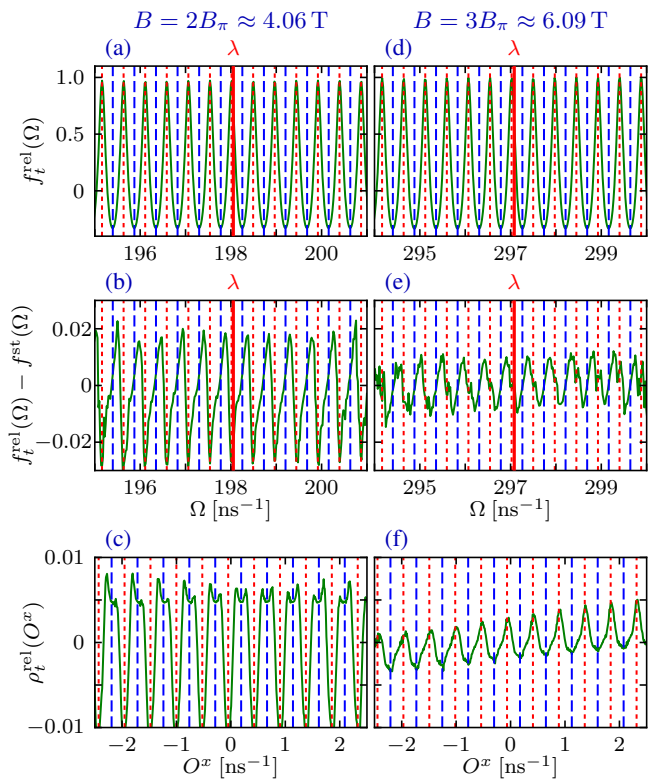 B = 2Bπ ≈ 4.06 T
B = 3Bπ ≈ 6.09 T
(a) λ
(d) λ
f_t^rel(Ω)
1.0
0.5
0
196 198 200
295 297 299
(b) λ
(e) λ
f_t^rel(Ω) − f^st(Ω)
0.02
0
−0.02
196 198 200
295 297 299
Ω [ns⁻¹]
Ω [ns⁻¹]
(c)
(f)
ρ_t^rel(O^x)
0.01
0
−0.01
−2 −1 0 1 2
−2 −1 0 1 2
O^x [ns⁻¹]
O^x [ns⁻¹]